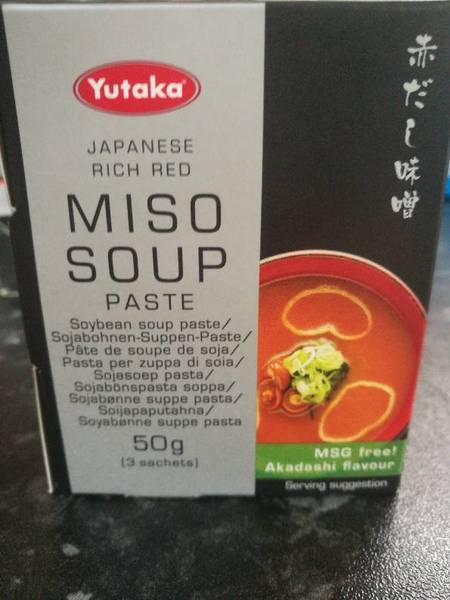 Yutaka
JAPANESE
RICH RED
MISO
SOUP
PASTE
Soybean soup paste/
Sojabohnen-Suppen-Paste/
Pâte de soupe de soja/
Pasta per zuppa di soia/
Sojasoep pasta/
Sojabönspasta soppa/
Sojabønne suppe pasta/
Soijapaputahna/
Soyabønne suppe pasta
50g
(3 sachets)
赤だし味噌
MSG free!
Akadashi flavour
Serving suggestion